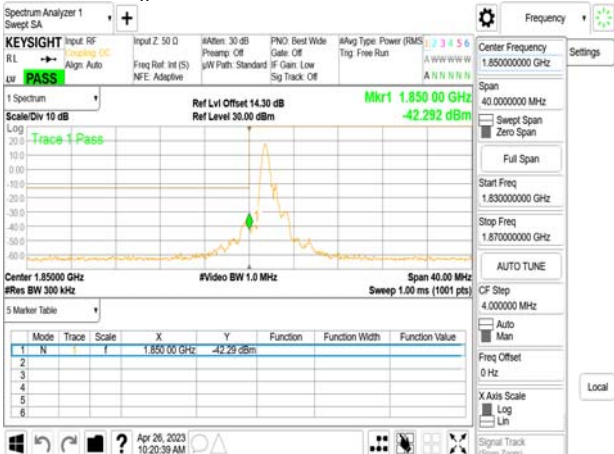 Spectrum Analyzer 1
Swept SA
+
Frequency
KEYSIGHT
Input: RF
Coupling: DC
Align: Auto
Input Z: 50 Ω
Freq Ref: Int (S)
NFE: Adaptive
#Atten: 30 dB
Preamp: Off
µW Path: Standard
PNO: Best Wide
Gate: Off
IF Gain: Low
Sig Track: Off
#Avg Type: Power (RMS)
Trig: Free Run
1 2 3 4 5 6
A W W W W W
A N N N N N
RL
PASS
1 Spectrum
Scale/Div 10 dB
Ref Lvl Offset 14.30 dB
Ref Level 30.00 dBm
Mkr1 1.850 00 GHz
-42.292 dBm
Log
Trace 1 Pass
20.0
10.0
0.00
-10.0
-20.0
-30.0
-40.0
-50.0
-60.0
Center 1.85000 GHz
#Video BW 1.0 MHz
Span 40.00 MHz
#Res BW 300 kHz
Sweep 1.00 ms (1001 pts)
5 Marker Table
Mode Trace Scale X Y Function Function Width Function Value
1 N 1 f 1.850 00 GHz -42.29 dBm
2
3
4
5
6
Apr 26, 2023
10:20:39 AM
?
Center Frequency
1.850000000 GHz
Settings
Span
40.0000000 MHz
Swept Span
Zero Span
Full Span
Start Freq
1.830000000 GHz
Stop Freq
1.870000000 GHz
AUTO TUNE
CF Step
4.000000 MHz
Auto
Man
Freq Offset
0 Hz
Local
X Axis Scale
Log
Lin
Signal Track
(Span Zoom)